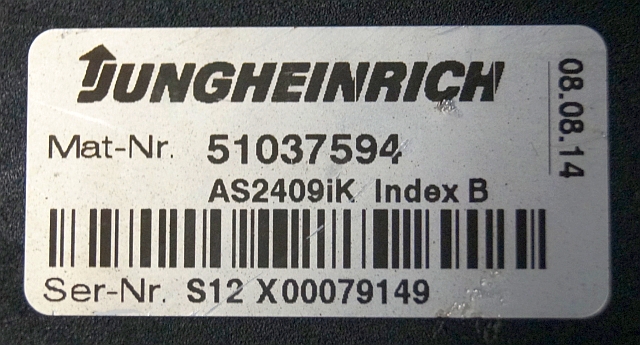 JUNGHEINRICH
Mat-Nr. 51037594
AS2409iK Index B
Ser-Nr. S12 X00079149
08.08.14